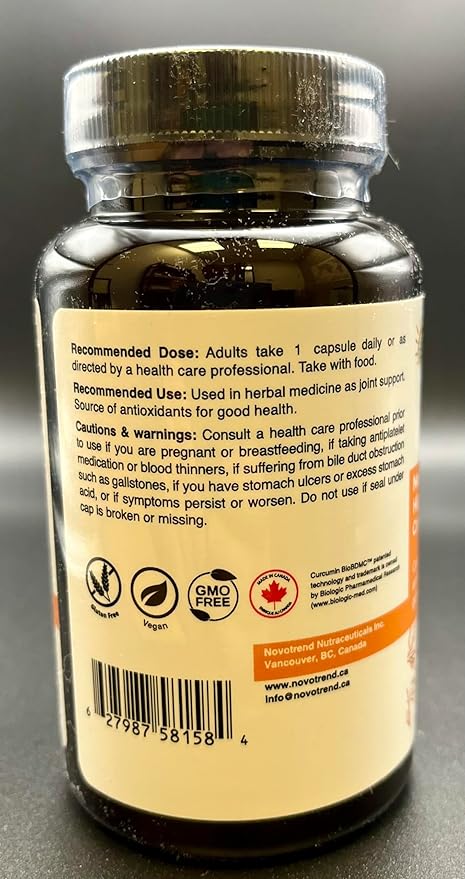 Recommended Dose: Adults take 1 capsule daily or as
directed by a health care professional. Take with food.
Recommended Use: Used in herbal medicine as joint support.
Source of antioxidants for good health.
Cautions & warnings: Consult a health care professional prior
to use if you are pregnant or breastfeeding, if taking antiplatelet
medication or blood thinners, if suffering from bile duct obstruction
such as gallstones, if you have stomach ulcers or excess stomach
acid, or if symptoms persist or worsen. Do not use if seal under
cap is broken or missing.
Gluten Free
Vegan
GMO
FREE
MADE IN CANADA
FABRIQUÉ AU CANADA
Curcumin BioBDMC™ patented
technology and trademark is owned
by Biologic Pharmamedical Research
(www.biologic-med.com)
Novotrend Nutraceuticals Inc.
Vancouver, BC, Canada
www.novotrend.ca
info@novotrend.ca
6 27987 58158 4